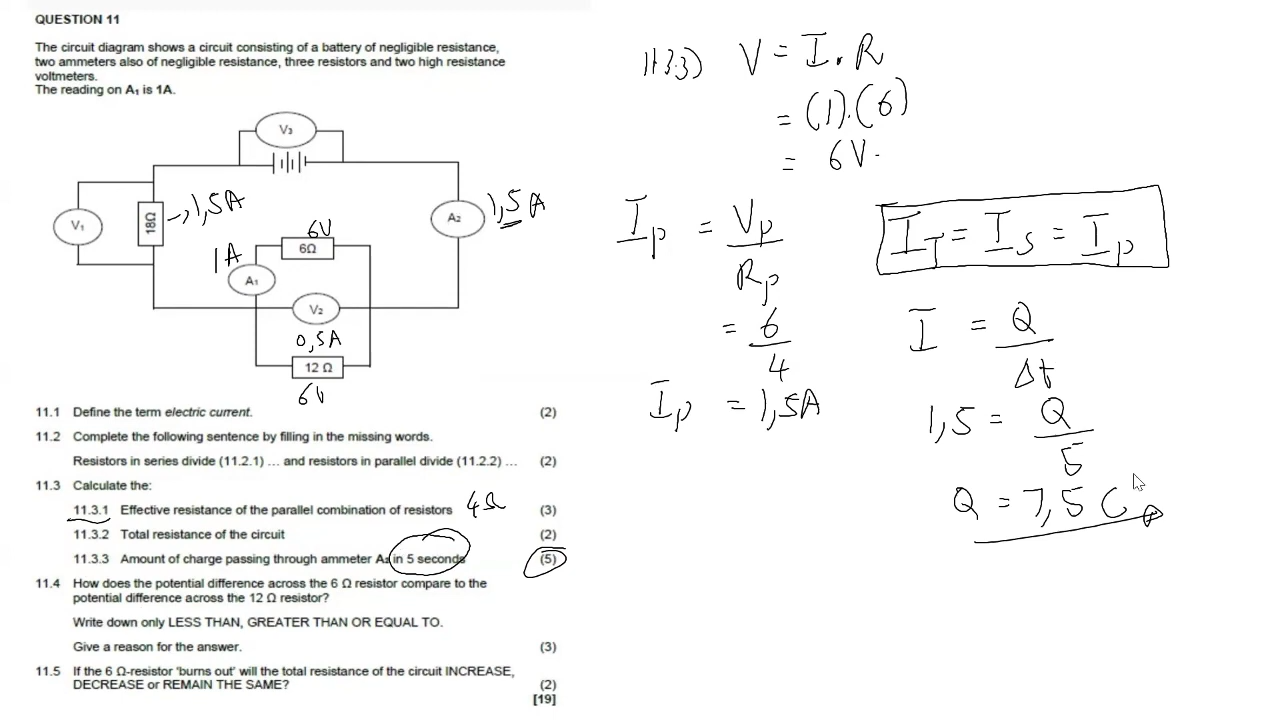 QUESTION 11
The circuit diagram shows a circuit consisting of a battery of negligible resistance,
two ammeters also of negligible resistance, three resistors and two high resistance
voltmeters.
The reading on A₁ is 1A.
V₃
V₁
18Ω
1,5A
A₂
1,5A
6V
6Ω
1A
A₁
V₂
0,5A
12 Ω
6V
11.1 Define the term electric current. (2)
11.2 Complete the following sentence by filling in the missing words.
Resistors in series divide (11.2.1) ... and resistors in parallel divide (11.2.2) ... (2)
11.3 Calculate the:
11.3.1 Effective resistance of the parallel combination of resistors 4Ω (3)
11.3.2 Total resistance of the circuit (2)
11.3.3 Amount of charge passing through ammeter A₂ in 5 seconds (5)
11.4 How does the potential difference across the 6 Ω resistor compare to the
potential difference across the 12 Ω resistor?
Write down only LESS THAN, GREATER THAN OR EQUAL TO.
Give a reason for the answer. (3)
11.5 If the 6 Ω-resistor 'burns out' will the total resistance of the circuit INCREASE,
DECREASE or REMAIN THE SAME? (2)
[19]
11.3.3) V = I . R
= (1).(6)
= 6V.
Ip = Vp
Rp
= 6
4
Ip = 1,5A
IT = Is = Ip
I = Q
Δt
1,5 = Q
5
Q = 7,5 C